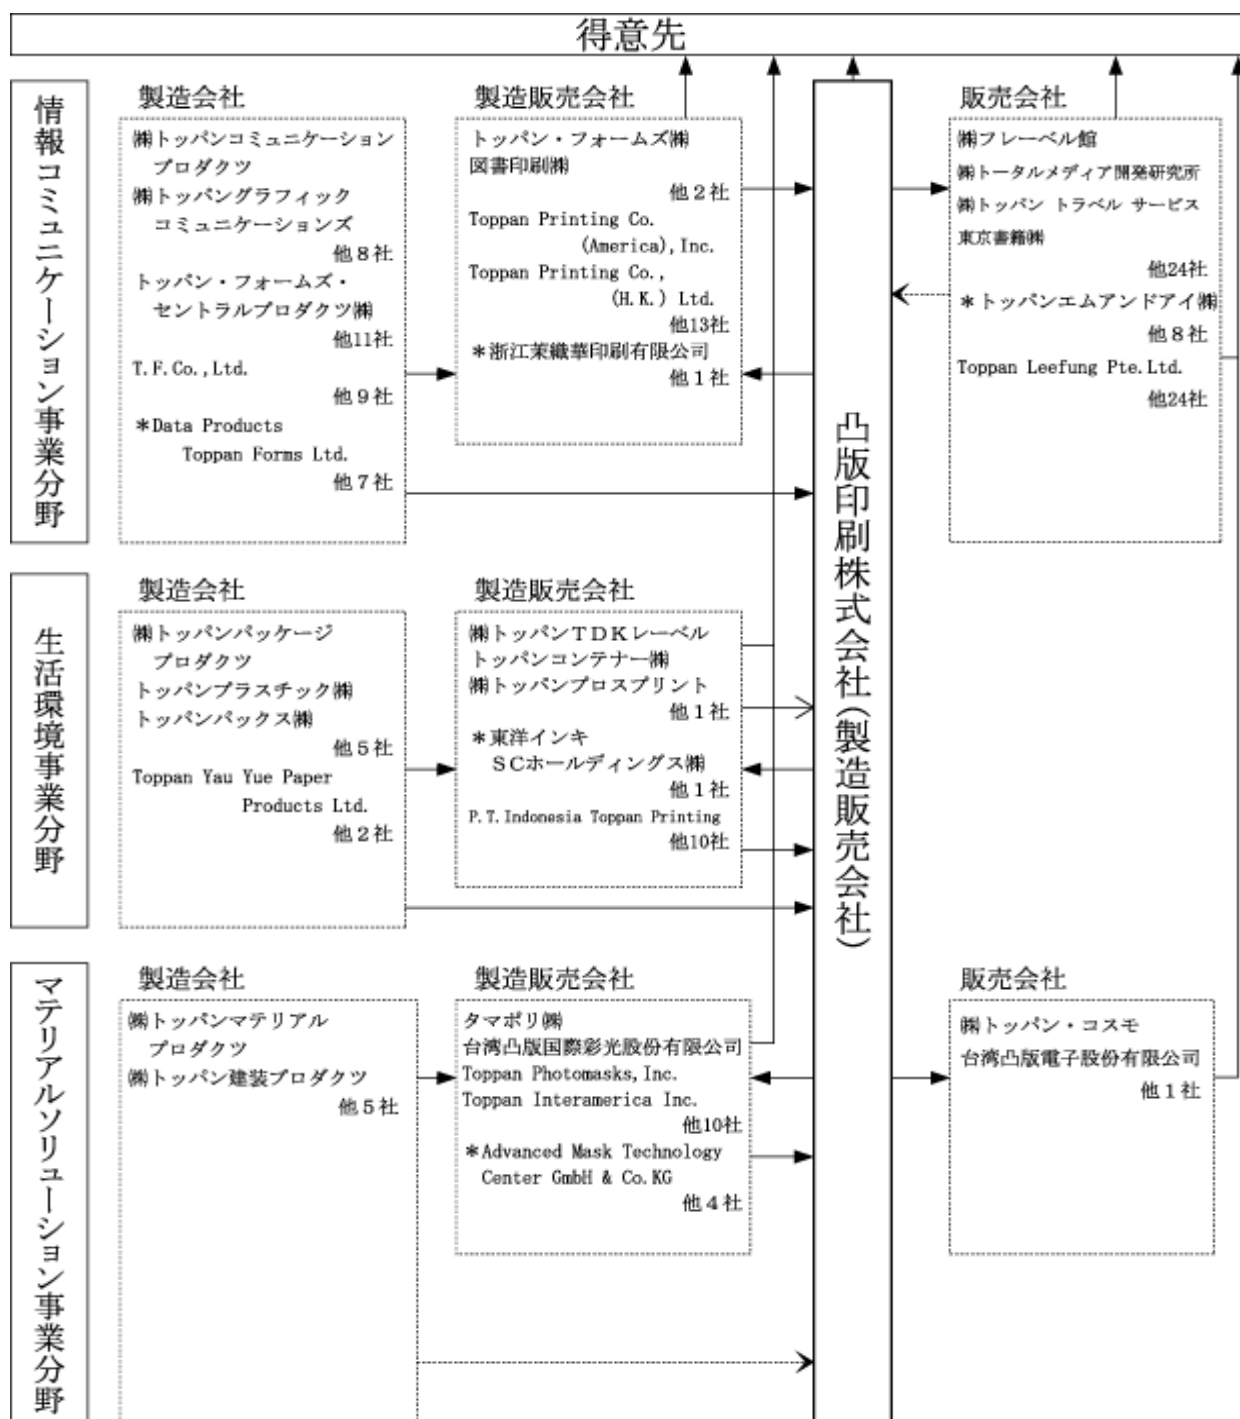 得意先
情報コミュニケーション事業分野
製造会社
㈱トッパンコミュニケーション
プロダクツ
㈱トッパングラフィック
コミュニケーションズ
他8社
トッパン・フォームズ・
セントラルプロダクツ㈱
他11社
T.F.Co.,Ltd.
他9社
＊Data Products
Toppan Forms Ltd.
他7社
製造販売会社
トッパン・フォームズ㈱
図書印刷㈱
他2社
Toppan Printing Co.
(America),Inc.
Toppan Printing Co.,
(H.K.) Ltd.
他13社
＊浙江茉織華印刷有限公司
他1社
凸版印刷株式会社(製造販売会社)
販売会社
㈱フレーベル館
㈱トータルメディア開発研究所
㈱トッパン トラベル サービス
東京書籍㈱
他24社
＊トッパンエムアンドアイ㈱
他8社
Toppan Leefung Pte.Ltd.
他24社
生活環境事業分野
製造会社
㈱トッパンパッケージ
プロダクツ
トッパンプラスチック㈱
トッパンパックス㈱
他5社
Toppan Yau Yue Paper
Products Ltd.
他2社
製造販売会社
㈱トッパンTDKレーベル
トッパンコンテナー㈱
㈱トッパンプロスプリント
他1社
＊東洋インキ
SCホールディングス㈱
他1社
P.T.Indonesia Toppan Printing
他10社
マテリアルソリューション事業分野
製造会社
㈱トッパンマテリアル
プロダクツ
㈱トッパン建装プロダクツ
他5社
製造販売会社
タマポリ㈱
台湾凸版国際彩光股份有限公司
Toppan Photomasks,Inc.
Toppan Interamerica Inc.
他10社
＊Advanced Mask Technology
Center GmbH & Co.KG
他4社
販売会社
㈱トッパン・コスモ
台湾凸版電子股份有限公司
他1社